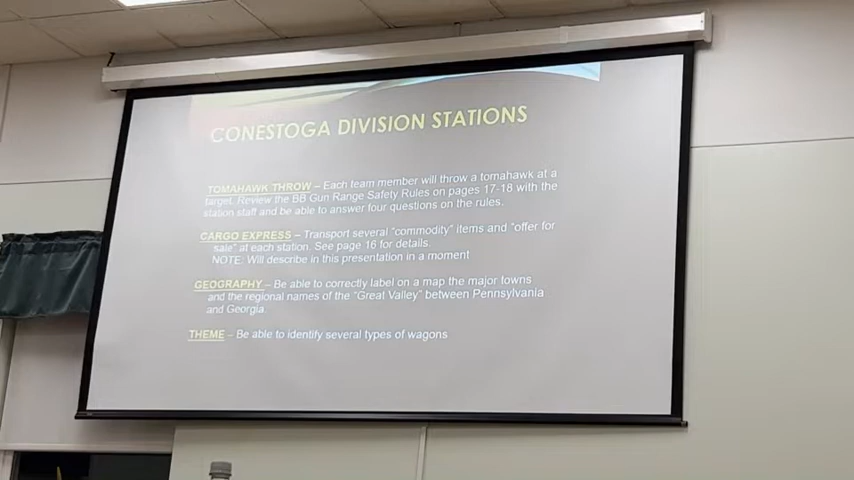 CONESTOGA DIVISION STATIONS
TOMAHAWK THROW – Each team member will throw a tomahawk at a
target. Review the BB Gun Range Safety Rules on pages 17-18 with the
station staff and be able to answer four questions on the rules.
CARGO EXPRESS – Transport several "commodity" items and "offer for
sale" at each station. See page 16 for details.
NOTE: Will describe in this presentation in a moment
GEOGRAPHY – Be able to correctly label on a map the major towns
and the regional names of the "Great Valley" between Pennsylvania
and Georgia.
THEME – Be able to identify several types of wagons